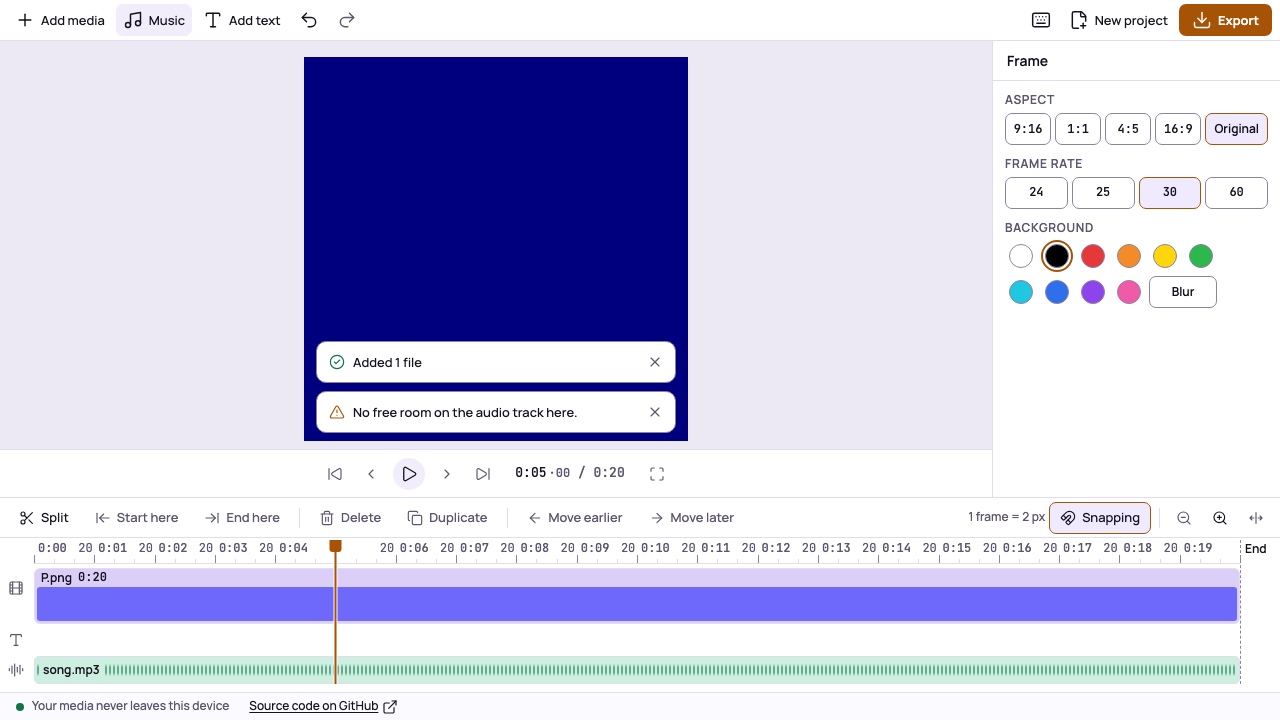 Add media Music Add text New project Export
Frame
ASPECT
9:16 1:1 4:5 16:9 Original
FRAME RATE
24 25 30 60
BACKGROUND
Blur
Added 1 file
No free room on the audio track here.
0:05·00 / 0:20
Split Start here End here Delete Duplicate Move earlier Move later 1 frame = 2 px Snapping
0:00 20 0:01 20 0:02 20 0:03 20 0:04 20 0:06 20 0:07 20 0:08 20 0:09 20 0:10 20 0:11 20 0:12 20 0:13 20 0:14 20 0:15 20 0:16 20 0:17 20 0:18 20 0:19 End
P.png 0:20
song.mp3
Your media never leaves this device Source code on GitHub